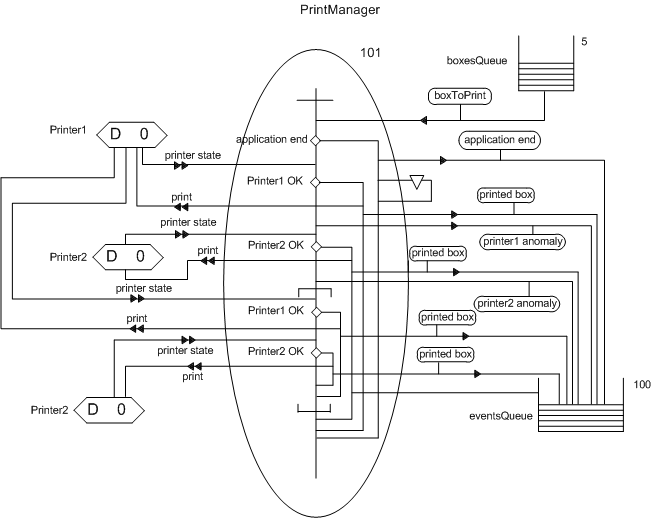 PrintManager
101
5
boxesQueue
boxToPrint
Printer1
D 0
application end
application end
printer state
Printer1 OK
print
printed box
printer state
Printer2 OK
printer1 anomaly
Printer2
D 0
print
printed box
printer state
printer2 anomaly
Printer1 OK
print
printed box
printer state
Printer2 OK
printed box
print
100
Printer2
D 0
eventsQueue